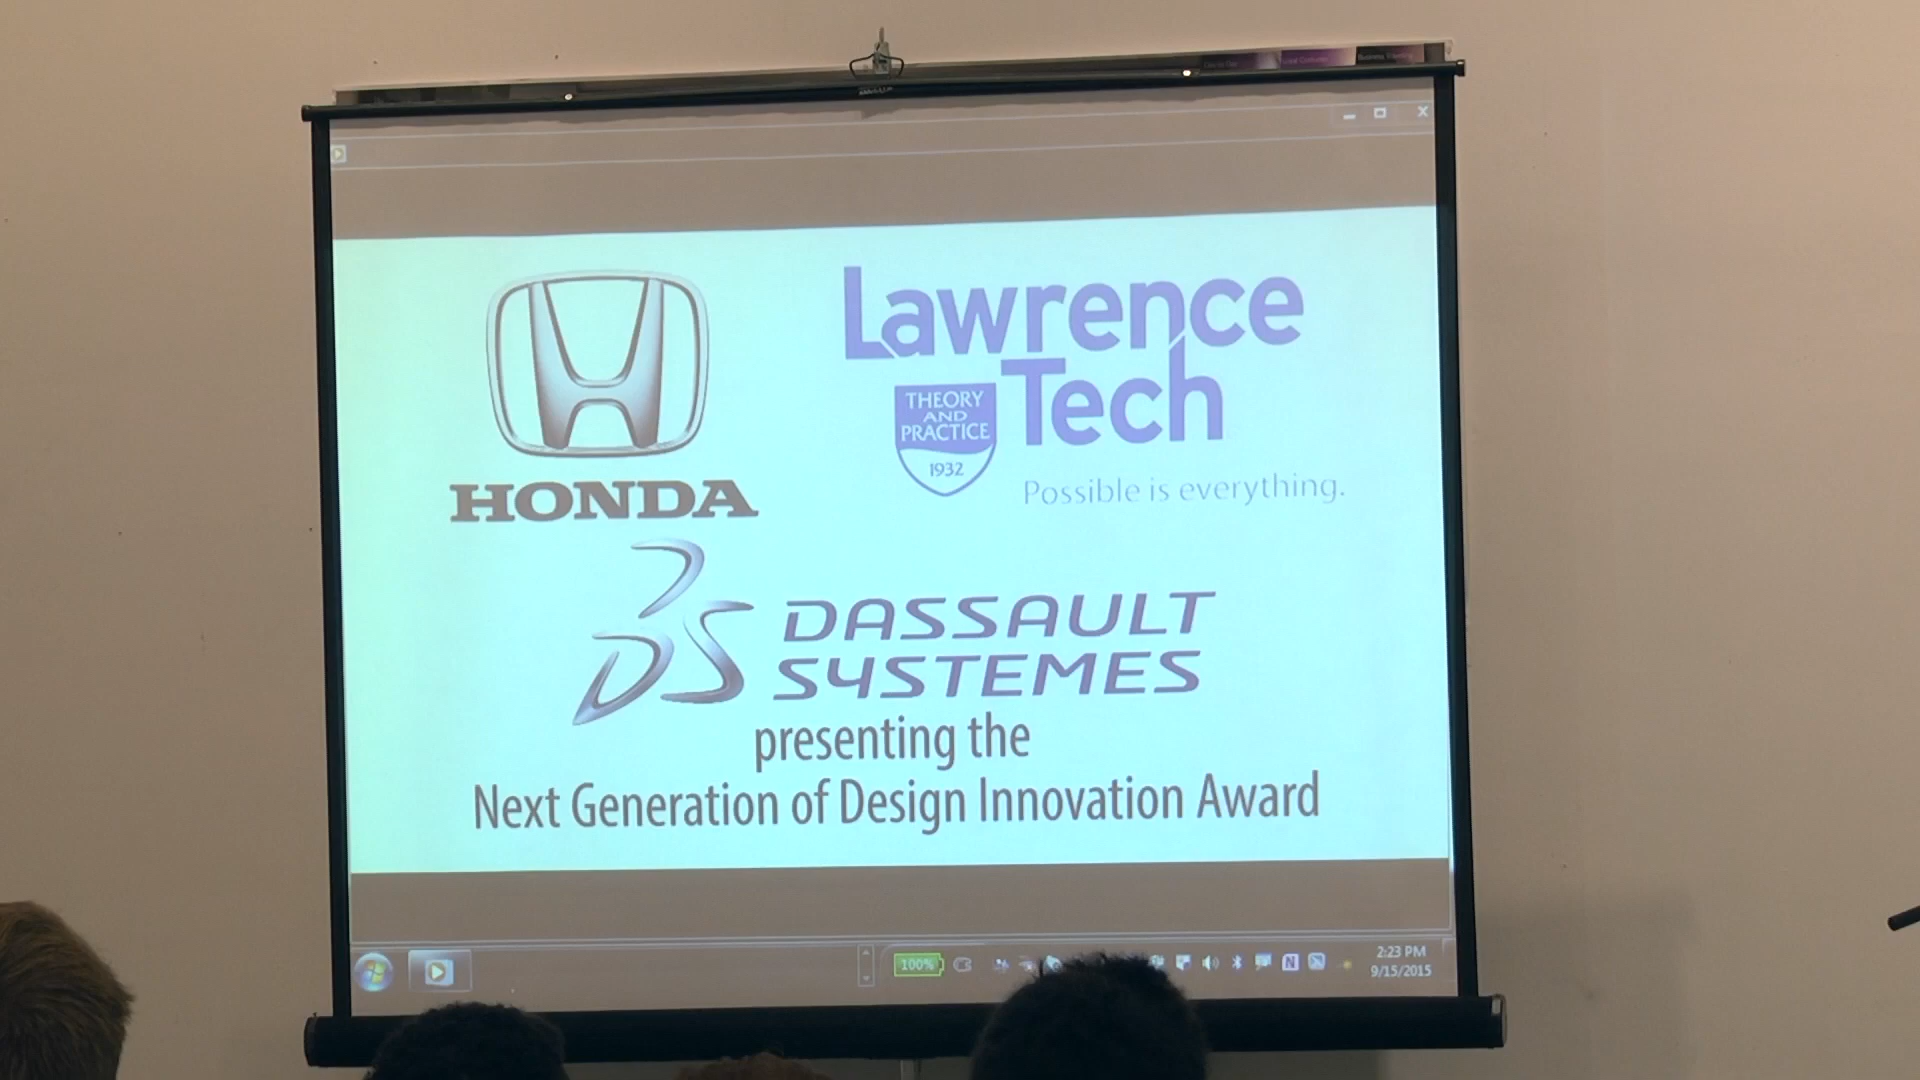 Lawrence
Tech
THEORY
AND
PRACTICE
1932
Possible is everything.
HONDA
DASSAULT
SYSTEMES
presenting the
Next Generation of Design Innovation Award
100%
N
2:23 PM
9/15/2015